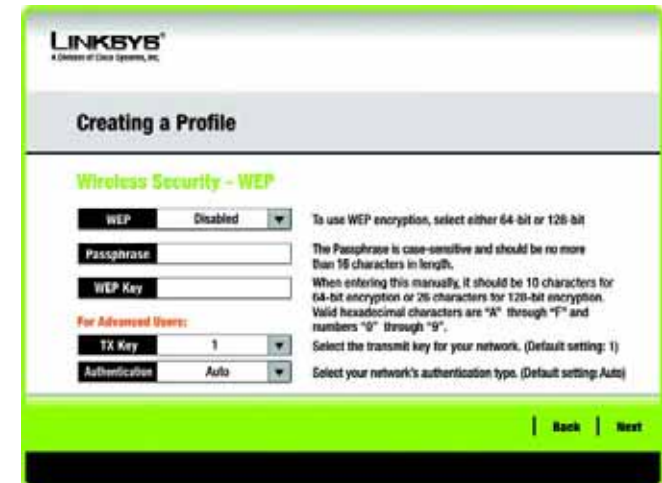 LINKSYS®
A Division of Cisco Systems, Inc.
Creating a Profile
Wireless Security - WEP
WEP Disabled To use WEP encryption, select either 64-bit or 128-bit
Passphrase The Passphrase is case-sensitive and should be no more
than 16 characters in length.
WEP Key When entering this manually, it should be 10 characters for
64-bit encryption or 26 characters for 128-bit encryption.
Valid hexadecimal characters are "A" through "F" and
numbers "0" through "9".
For Advanced Users:
TX Key 1 Select the transmit key for your network. (Default setting: 1)
Authentication Auto Select your network's authentication type. (Default setting: Auto)
Back Next